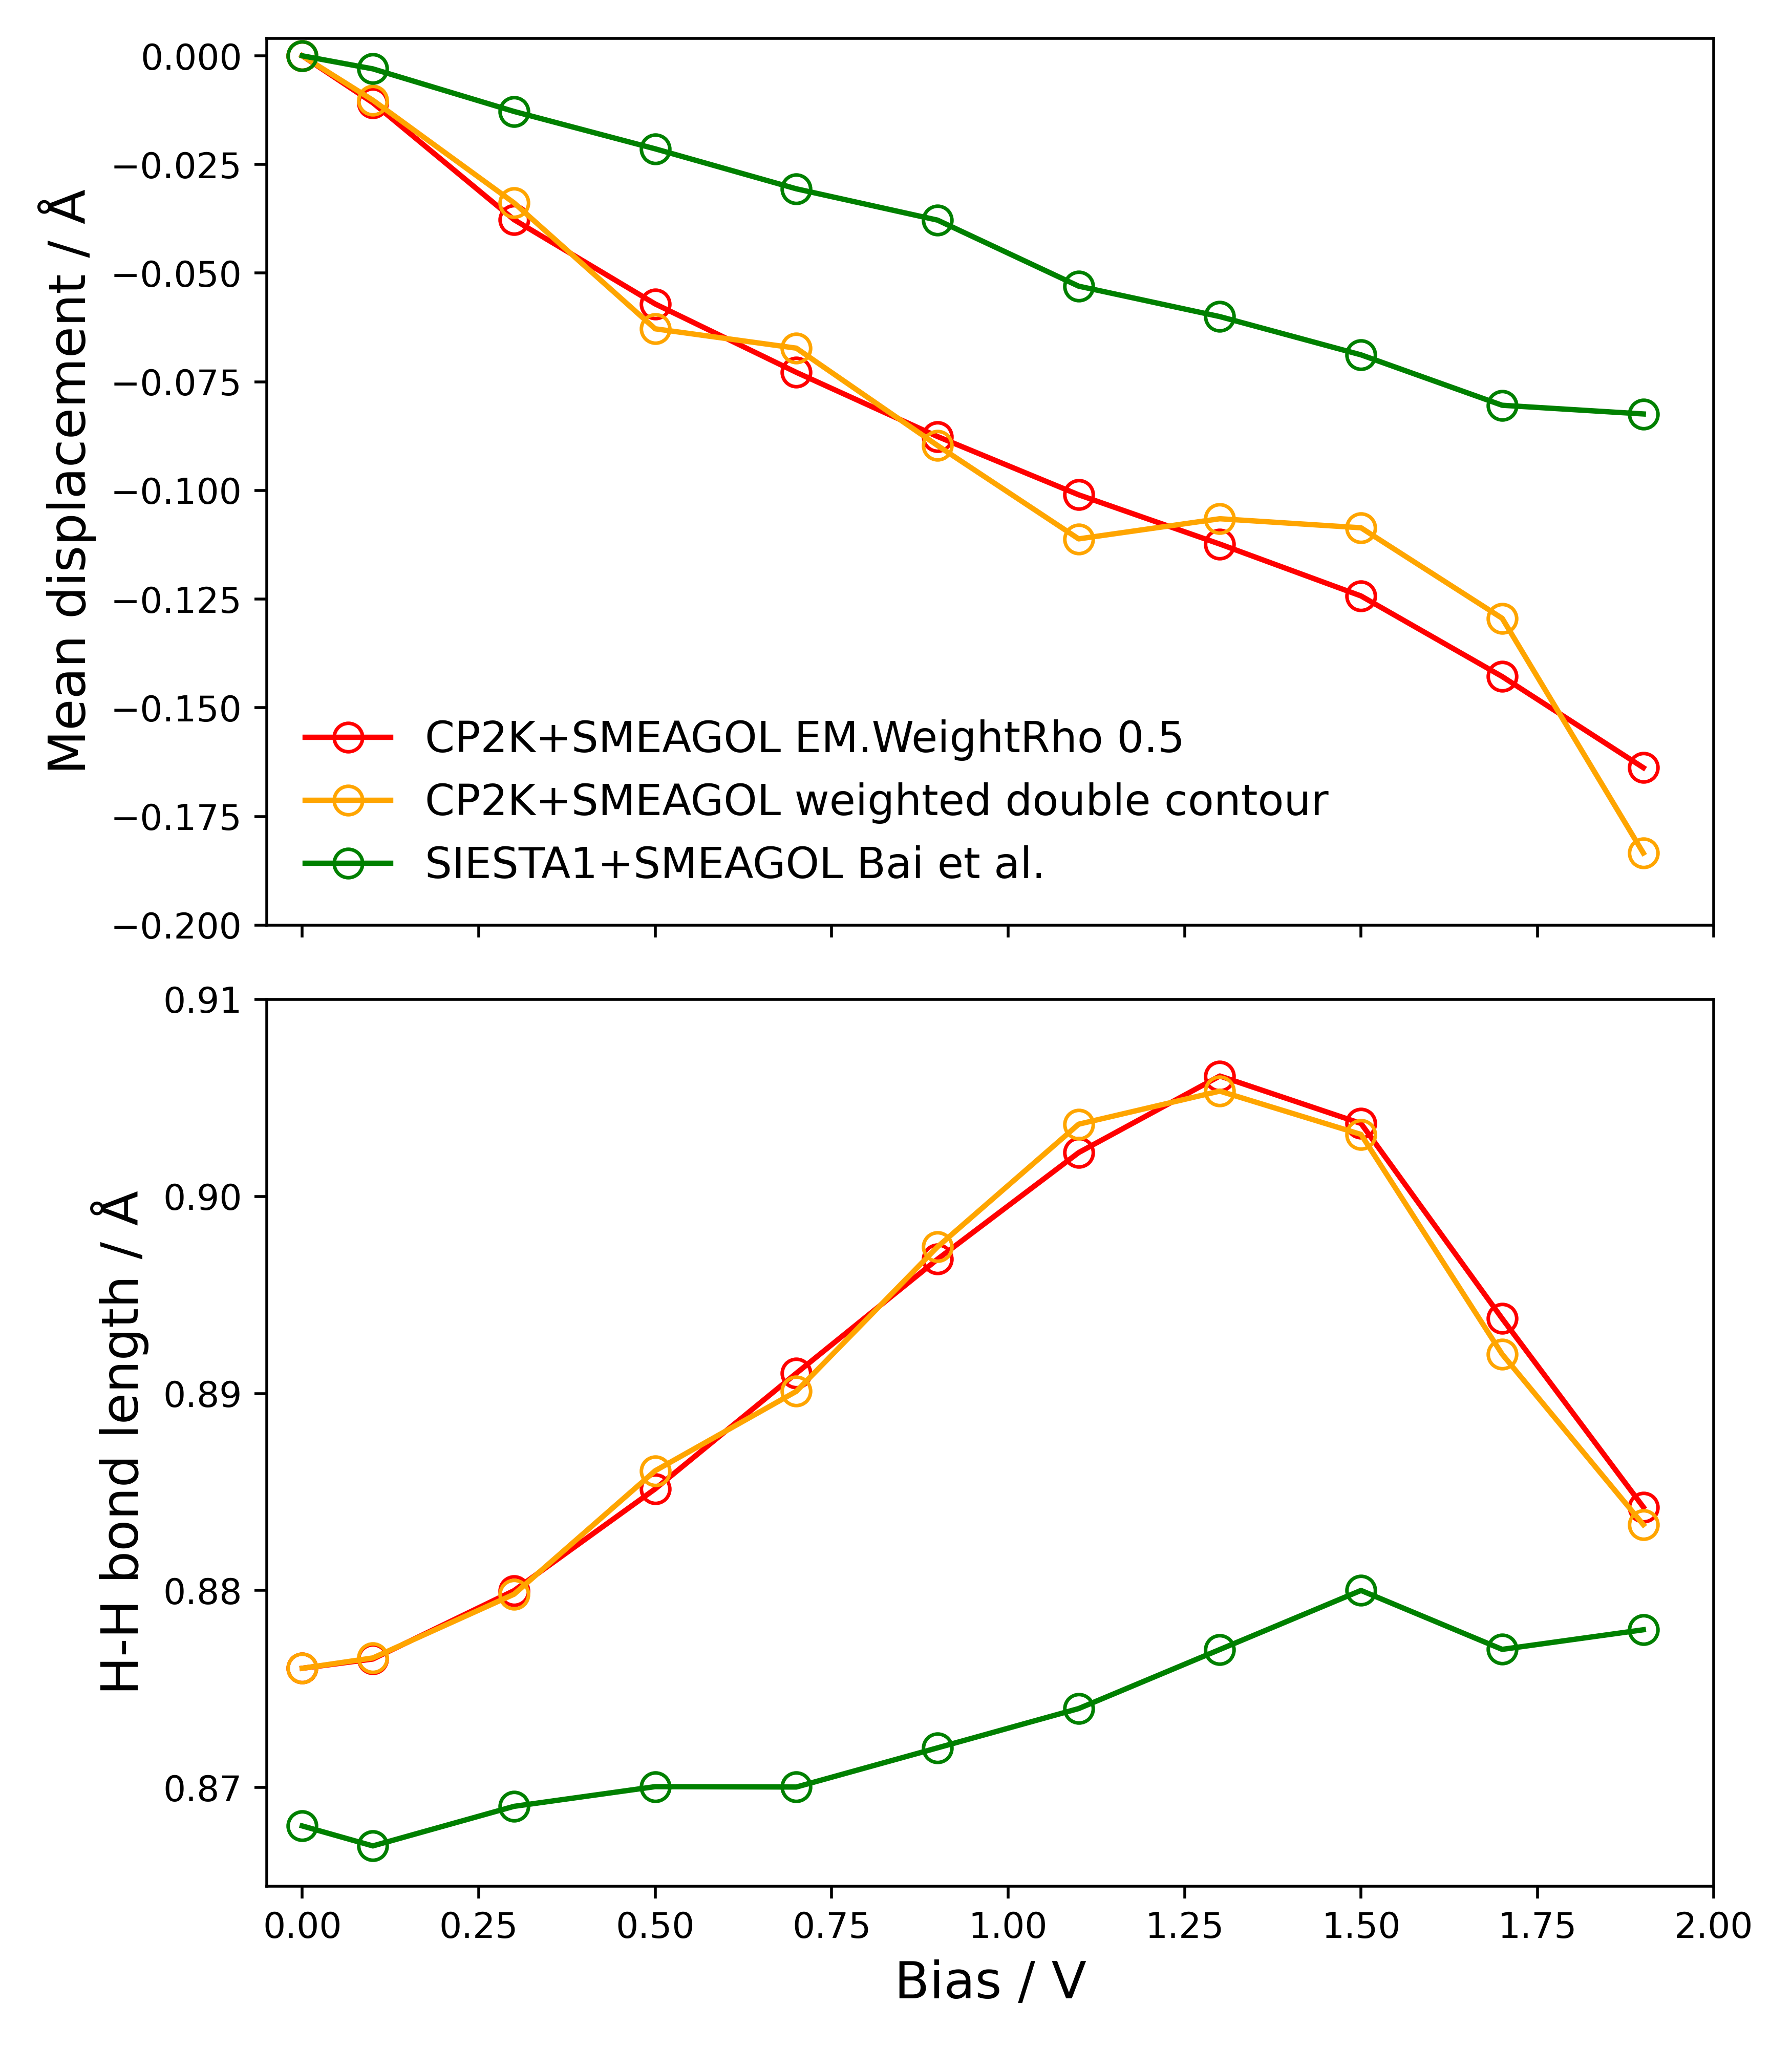 0.000
−0.025
−0.050
−0.075
−0.100
−0.125
−0.150
−0.175
−0.200
Mean displacement / Å
CP2K+SMEAGOL EM.WeightRho 0.5
CP2K+SMEAGOL weighted double contour
SIESTA1+SMEAGOL Bai et al.
0.91
0.90
0.89
0.88
0.87
H-H bond length / Å
0.00 0.25 0.50 0.75 1.00 1.25 1.50 1.75 2.00
Bias / V